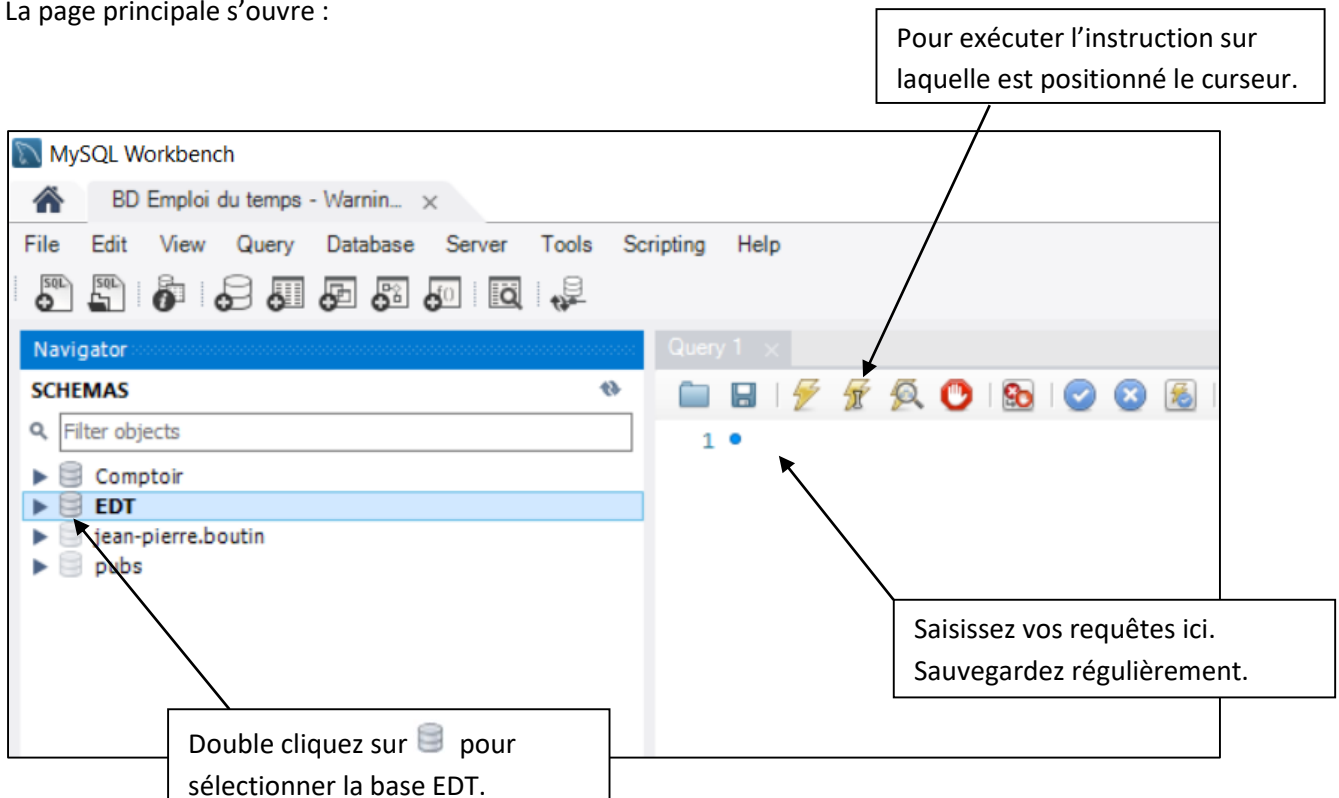 La page principale s’ouvre :
Pour exécuter l’instruction sur
laquelle est positionné le curseur.
MySQL Workbench
BD Emploi du temps - Warnin...
File Edit View Query Database Server Tools Scripting Help
SQL SQL
Navigator
Query 1
SCHEMAS
Filter objects
1
Comptoir
EDT
jean-pierre.boutin
pubs
Saisissez vos requêtes ici.
Sauvegardez régulièrement.
Double cliquez sur pour
sélectionner la base EDT.